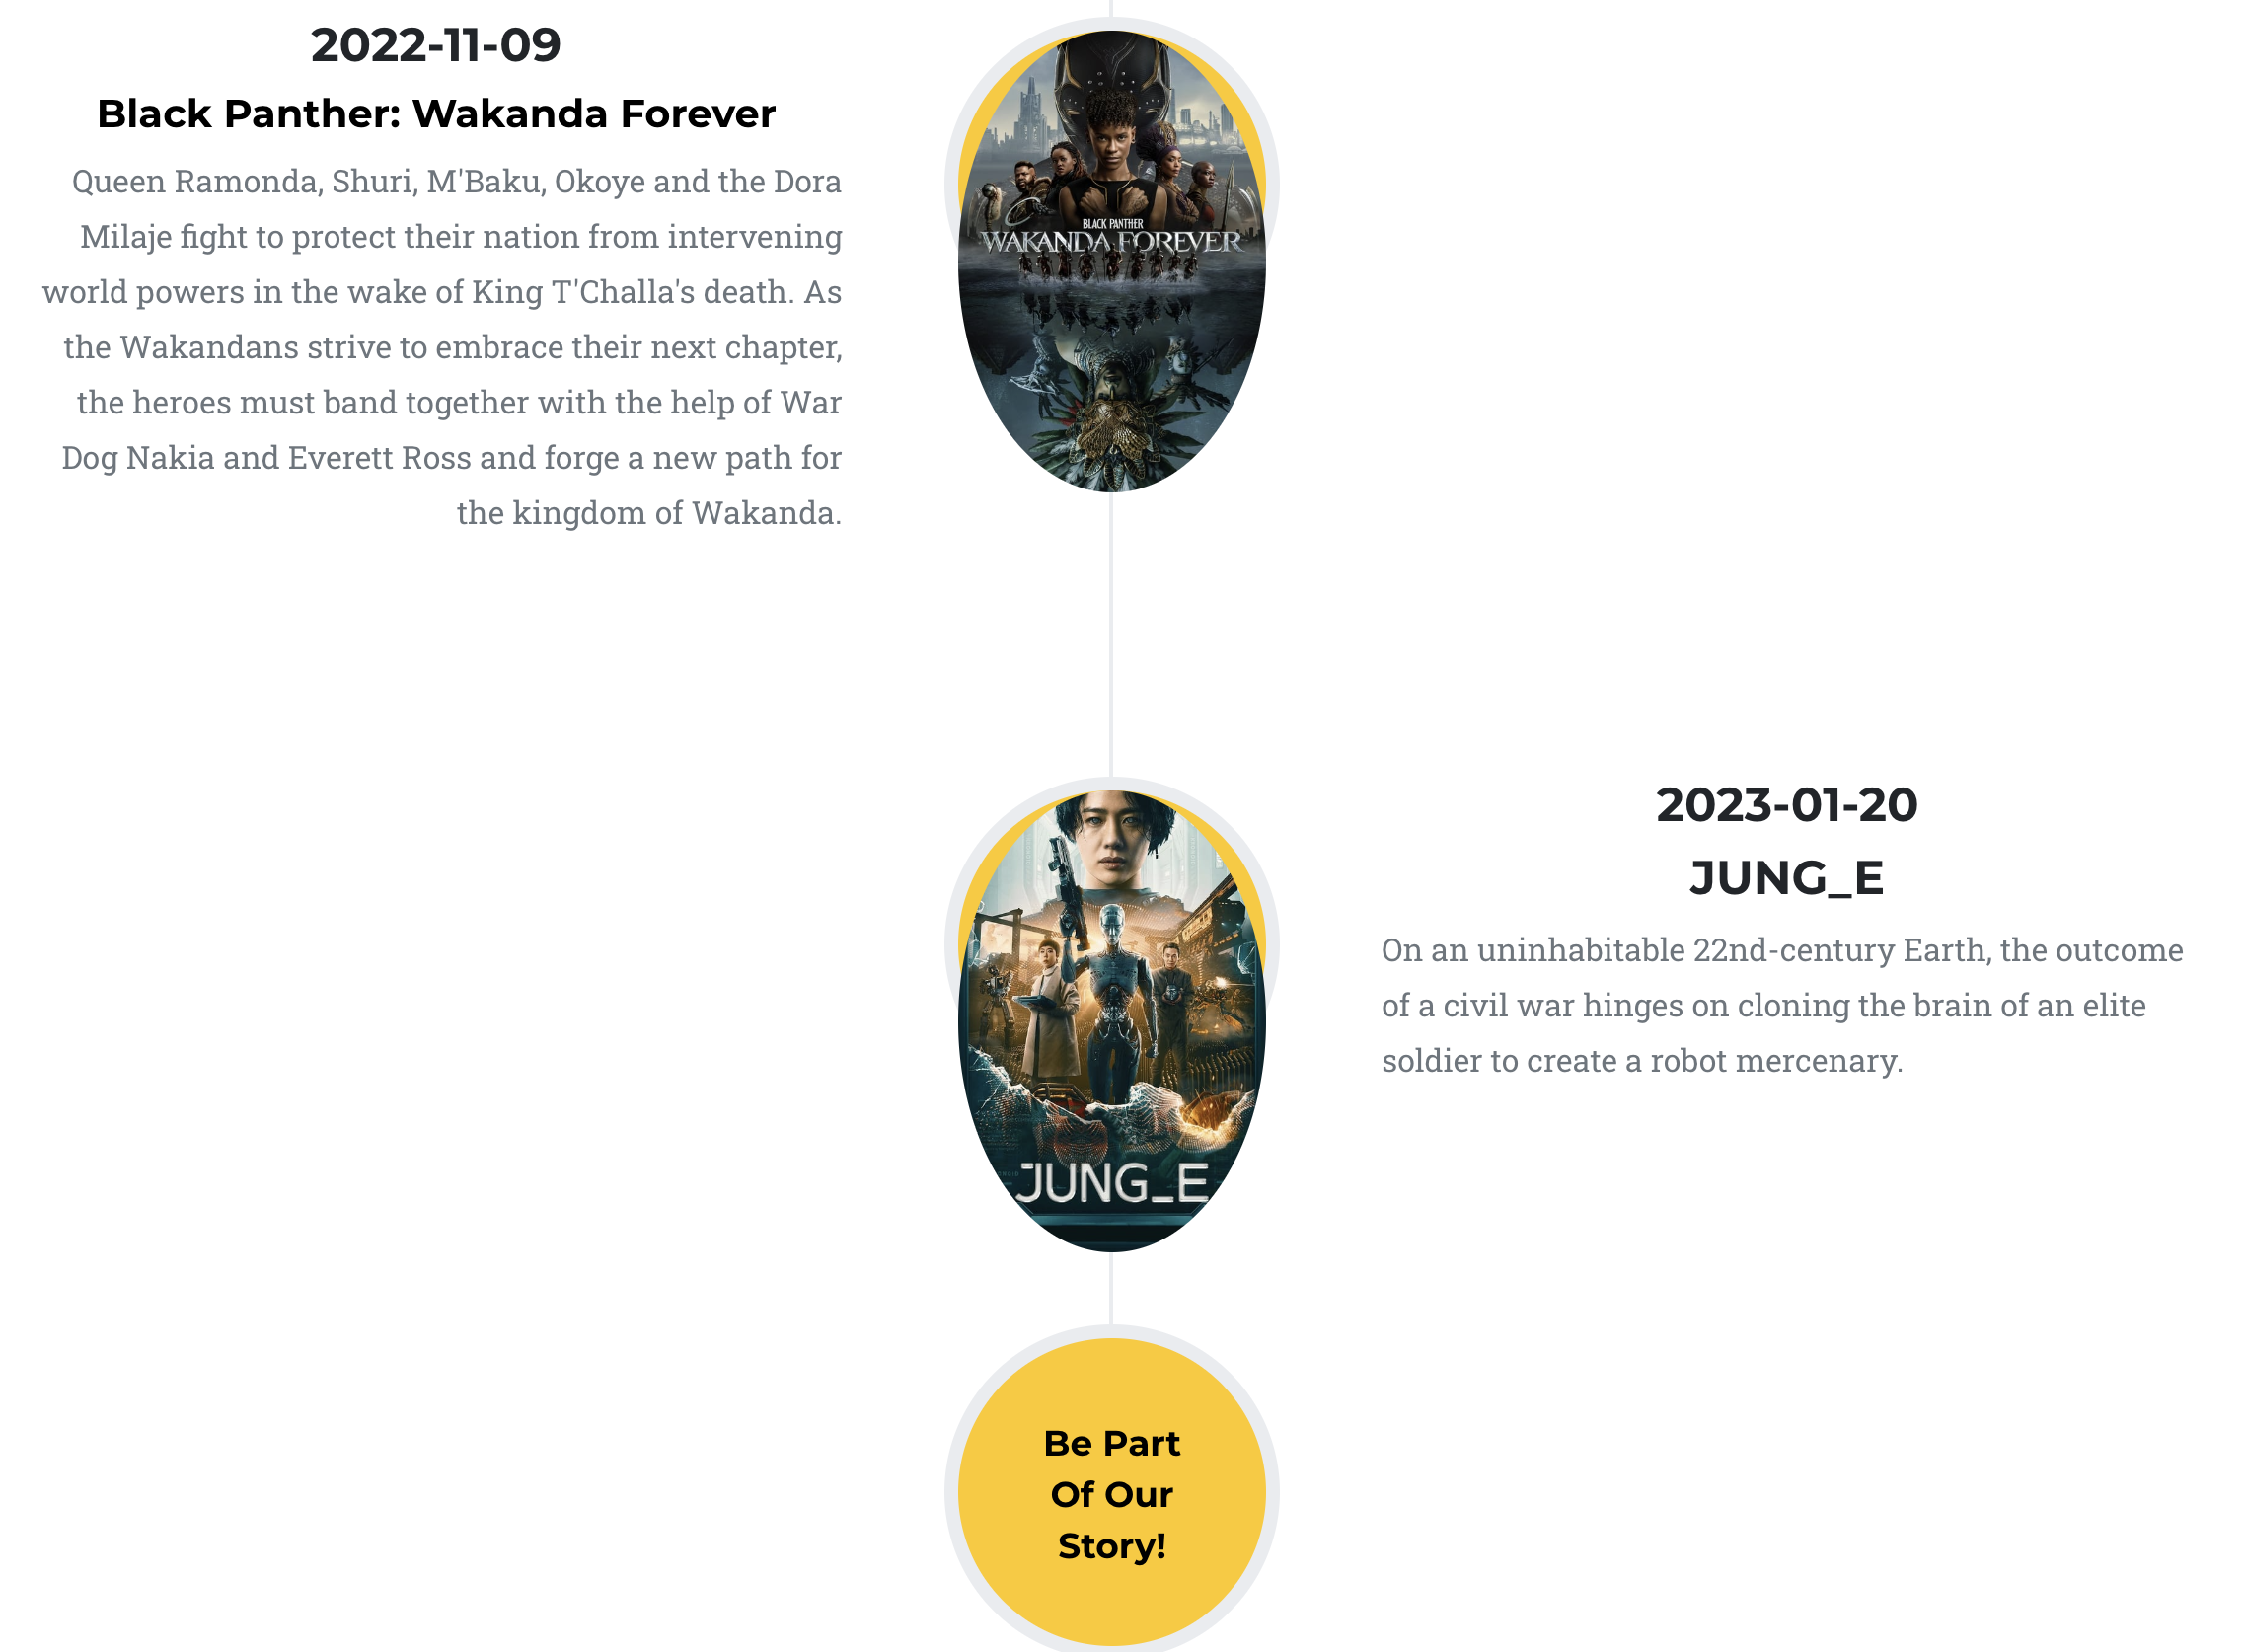 2022-11-09
Black Panther: Wakanda Forever
Queen Ramonda, Shuri, M'Baku, Okoye and the Dora
Milaje fight to protect their nation from intervening
world powers in the wake of King T'Challa's death. As
the Wakandans strive to embrace their next chapter,
the heroes must band together with the help of War
Dog Nakia and Everett Ross and forge a new path for
the kingdom of Wakanda.
BLACK PANTHER
WAKANDA FOREVER
2023-01-20
JUNG_E
On an uninhabitable 22nd-century Earth, the outcome
of a civil war hinges on cloning the brain of an elite
soldier to create a robot mercenary.
JUNG_E
Be Part
Of Our
Story!